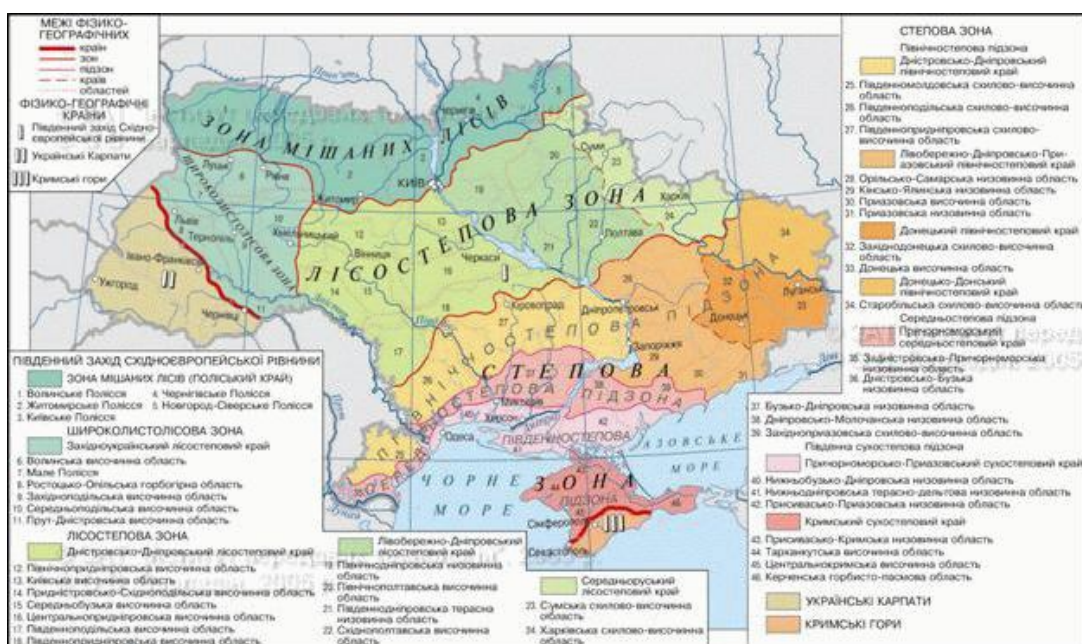 МЕЖІ ФІЗИКО-
ГЕОГРАФІЧНИХ
країн
зон
підзон
країв
областей
ФІЗИКО-ГЕОГРАФІЧНІ
КРАЇНИ
I Південний захід Східно-
європейської рівнини
II Українські Карпати
III Кримські гори
ЗОНА МІШАНИХ ЛІСІВ
ШИРОКОЛИСТОЛІСОВА ЗОНА
ЛІСОСТЕПОВА ЗОНА
СТЕПОВА
ЗОНА
ПІВНІЧНОСТЕПОВА ПІДЗОНА
СЕРЕДНЬОСТЕПОВА ПІДЗОНА
ПІВДЕННОСТЕПОВА
ПІДЗОНА
Чернігів
Суми
Луцьк
Рівне
Житомир
КИЇВ
Харків
Львів
Тернопіль
Хмельницький
Вінниця
Черкаси
Полтава
Івано-Франківськ
Ужгород
Чернівці
Кіровоград
Дніпропетровськ
Луганськ
Донецьк
Запоріжжя
Миколаїв
Херсон
Одеса
Сімферополь
Севастополь
ЧОРНЕ
МОРЕ
АЗОВСЬКЕ
МОРЕ
I
II
III
ПІВДЕННИЙ ЗАХІД СХІДНОЄВРОПЕЙСЬКОЇ РІВНИНИ
ЗОНА МІШАНИХ ЛІСІВ (ПОЛІСЬКИЙ КРАЙ)
1. Волинське Полісся
2. Житомирське Полісся
3. Київське Полісся
4. Чернігівське Полісся
5. Новгород-Сіверське Полісся
ШИРОКОЛИСТОЛІСОВА ЗОНА
Західноукраїнський лісостеповий край
6. Волинська височинна область
7. Мале Полісся
8. Розтоцько-Опільська горбогірна область
9. Західноподільська височинна область
10. Середньоподільська височинна область
11. Прут-Дністровська височинна область
ЛІСОСТЕПОВА ЗОНА
Дністровсько-Дніпровський лісостеповий край
12. Північнопридніпровська височинна область
13. Київська височинна область
14. Придністровсько-Східноподільська височинна область
15. Середньобузька височинна область
16. Центральнопридніпровська височинна область
17. Південноподільська височинна область
18. Південнопридніпровська височинна область
Лівобережно-Дніпровський
лісостеповий край
19. Північнодніпровська низовинна
область
20. Північнополтавська височинна
область
21. Південнодніпровська терасна
низовинна область
22. Східнополтавська височинна
область
Середньоруський
лісостеповий край
23. Сумська схилово-височинна
область
24. Харківська схилово-височинна
область
СТЕПОВА ЗОНА
Північностепова підзона
Дністровсько-Дніпровський
північностеповий край
25. Південномолдовська схилово-височинна
область
26. Південноподільська схилово-височинна
область
27. Південнопридніпровська схилово-
височинна область
Лівобережно-Дніпровсько-При-
азовський північностеповий край
28. Орільсько-Самарська низовинна область
29. Кінсько-Ялинська низовинна область
30. Приазовська височинна область
31. Приазовська низовинна область
Донецький північностеповий край
32. Західнодонецька схилово-височинна
область
33. Донецька височинна область
Донецько-Донський
північностеповий край
34. Старобільська схилово-височинна область
Середньостепова підзона
Причорноморський
середньостеповий край
35. Задністровсько-Причорноморська
низовинна область
36. Дністровсько-Бузька
низовинна область
37. Бузько-Дніпровська низовинна область
38. Дніпровсько-Молочанська низовинна область
39. Західноприазовська схилово-височинна область
Південна сухостепова підзона
Причорноморсько-Приазовський сухостеповий край
40. Нижньобузько-Дніпровська низовинна область
41. Нижньодніпровська терасно-дельтова низовинна область
42. Присивасько-Приазовська низовинна область
Кримський сухостеповий край
43. Присивасько-Кримська низовинна область
44. Тарханкутська височинна область
45. Центральнокримська височинна область
46. Керченська горбисто-пасмова область
УКРАЇНСЬКІ КАРПАТИ
КРИМСЬКІ ГОРИ